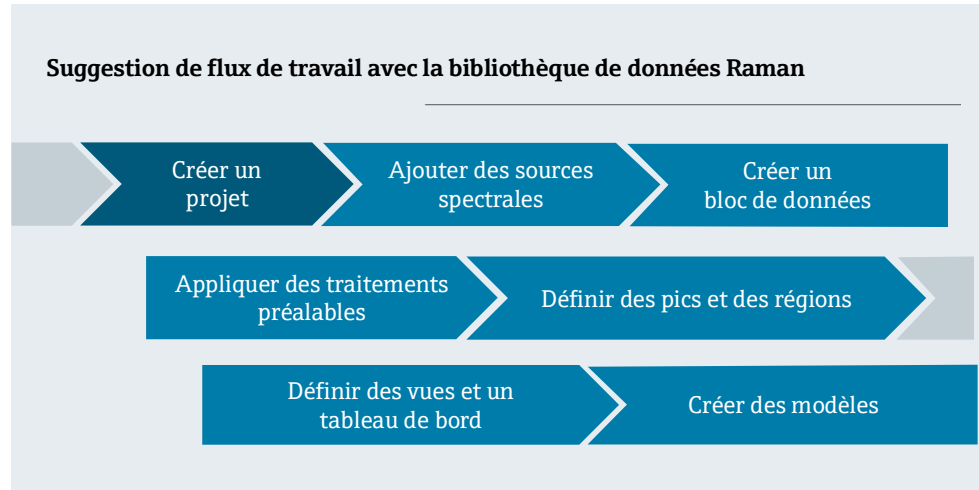 Suggestion de flux de travail avec la bibliothèque de données Raman
Créer un
projet
Ajouter des sources
spectrales
Créer un
bloc de données
Appliquer des traitements
préalables
Définir des pics et des régions
Définir des vues et un
tableau de bord
Créer des modèles